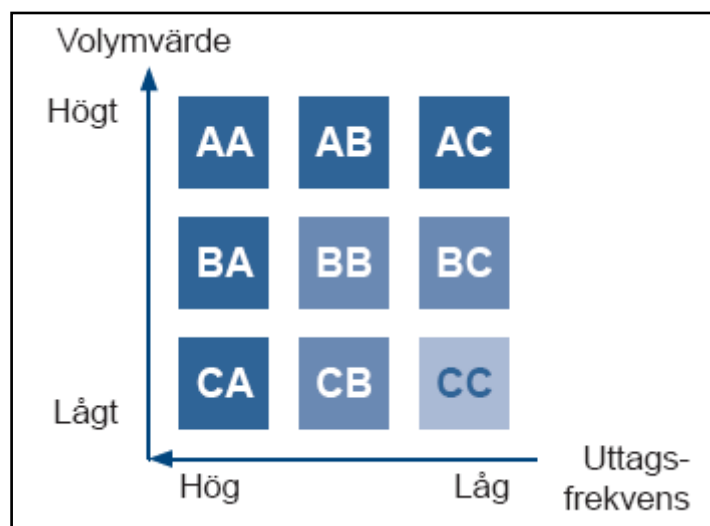 Volymvärde
Högt
AA AB AC
BA BB BC
CA CB CC
Lågt
Hög Låg
Uttags-
frekvens